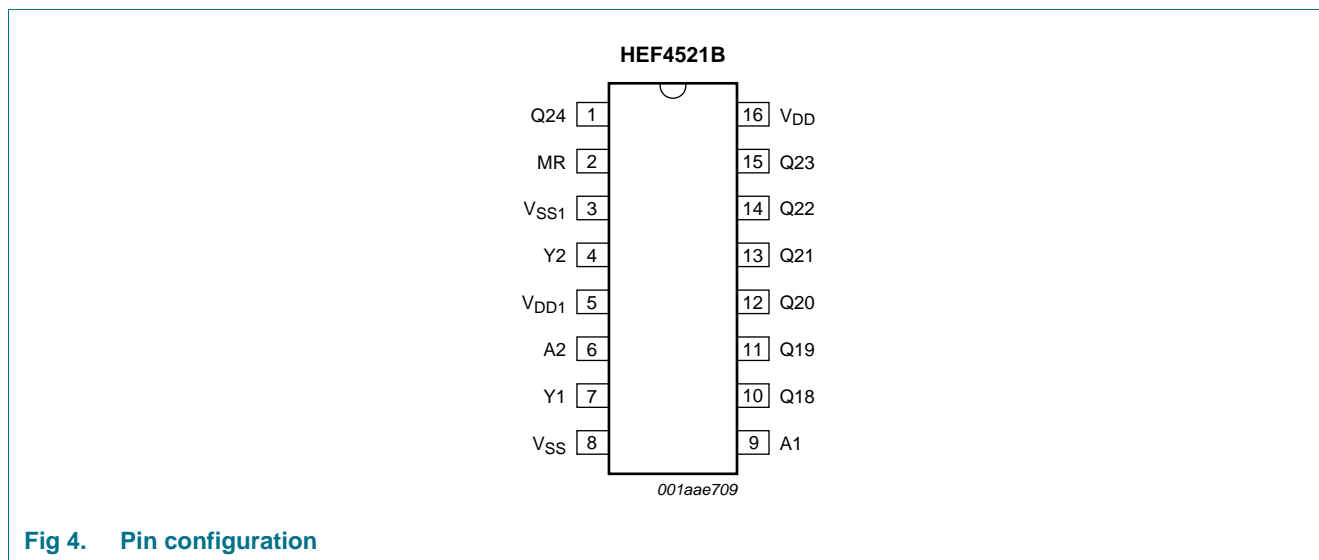 HEF4521B
Q24 1 16 VDD
MR 2 15 Q23
VSS1 3 14 Q22
Y2 4 13 Q21
VDD1 5 12 Q20
A2 6 11 Q19
Y1 7 10 Q18
VSS 8 9 A1
001aae709
Fig 4. Pin configuration